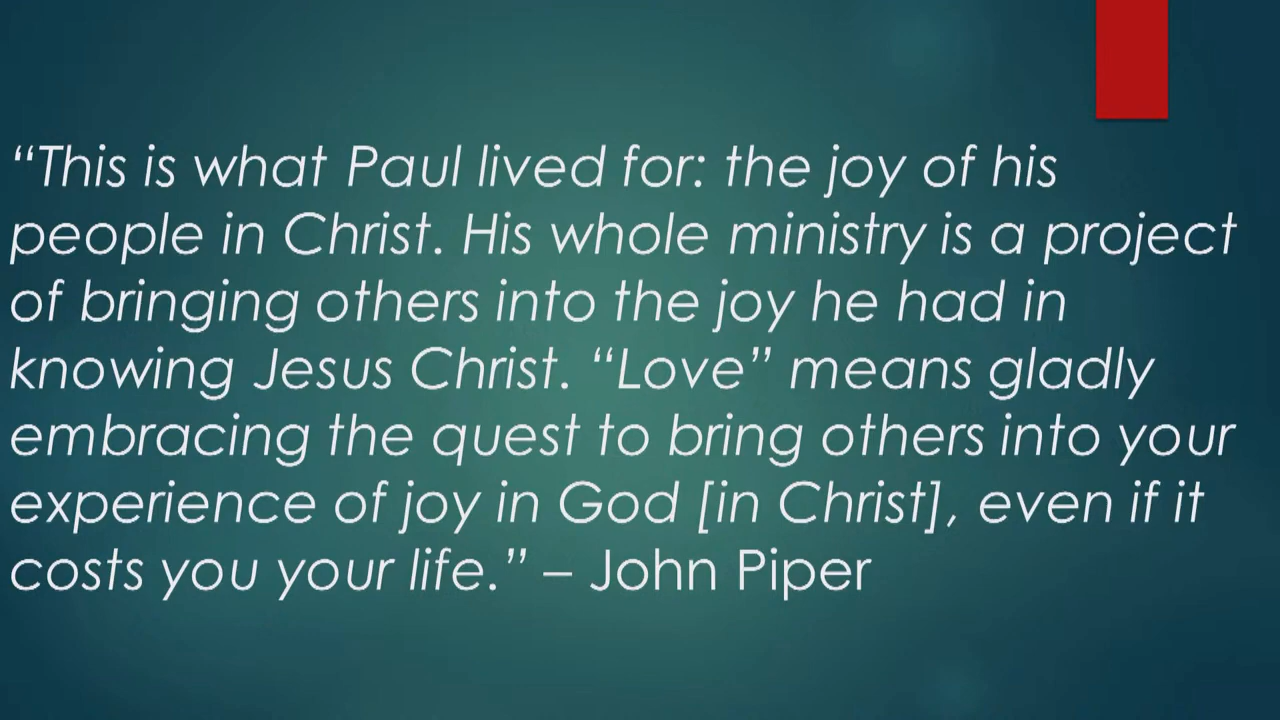 “This is what Paul lived for: the joy of his
people in Christ. His whole ministry is a project
of bringing others into the joy he had in
knowing Jesus Christ. “Love” means gladly
embracing the quest to bring others into your
experience of joy in God [in Christ], even if it
costs you your life.” – John Piper